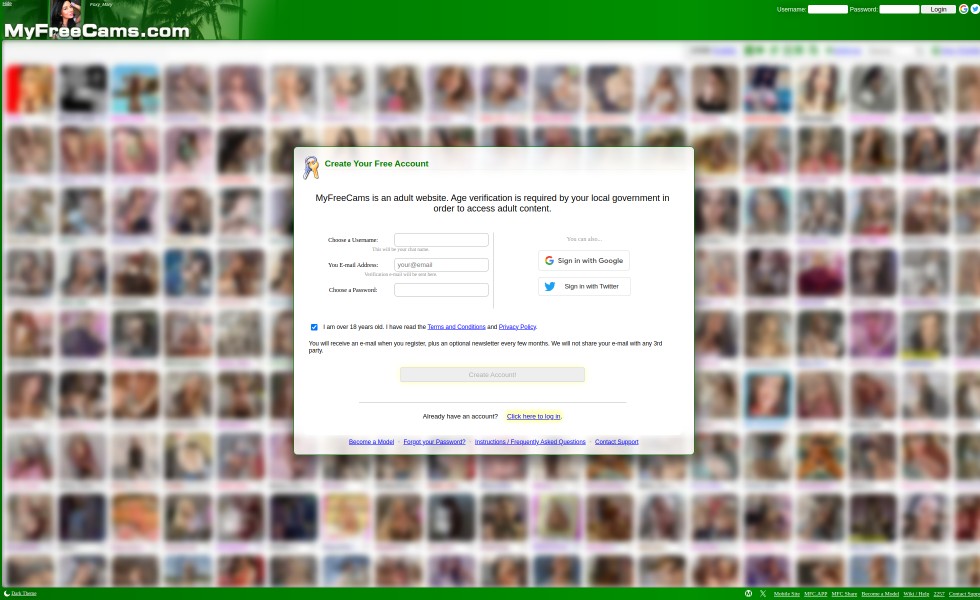 Foxy_Mary
MyFreeCams.com
Username:
Password:
Login
Create Your Free Account
MyFreeCams is an adult website. Age verification is required by your local government in
order to access adult content.
Choose a Username:
This will be your chat name.
You E-mail Address:
your@email
Verification e-mail will be sent here.
Choose a Password:
You can also...
Sign in with Google
Sign in with Twitter
I am over 18 years old. I have read the Terms and Conditions and Privacy Policy.
You will receive an e-mail when you register, plus an optional newsletter every few months. We will not share your e-mail with any 3rd
party.
Create Account!
Already have an account? Click here to log in.
Become a Model - Forgot your Password? - Instructions / Frequently Asked Questions - Contact Support
Dark Theme
Mobile Site MFC.APP MFC Share Become a Model Wiki / Help 2257 Contact